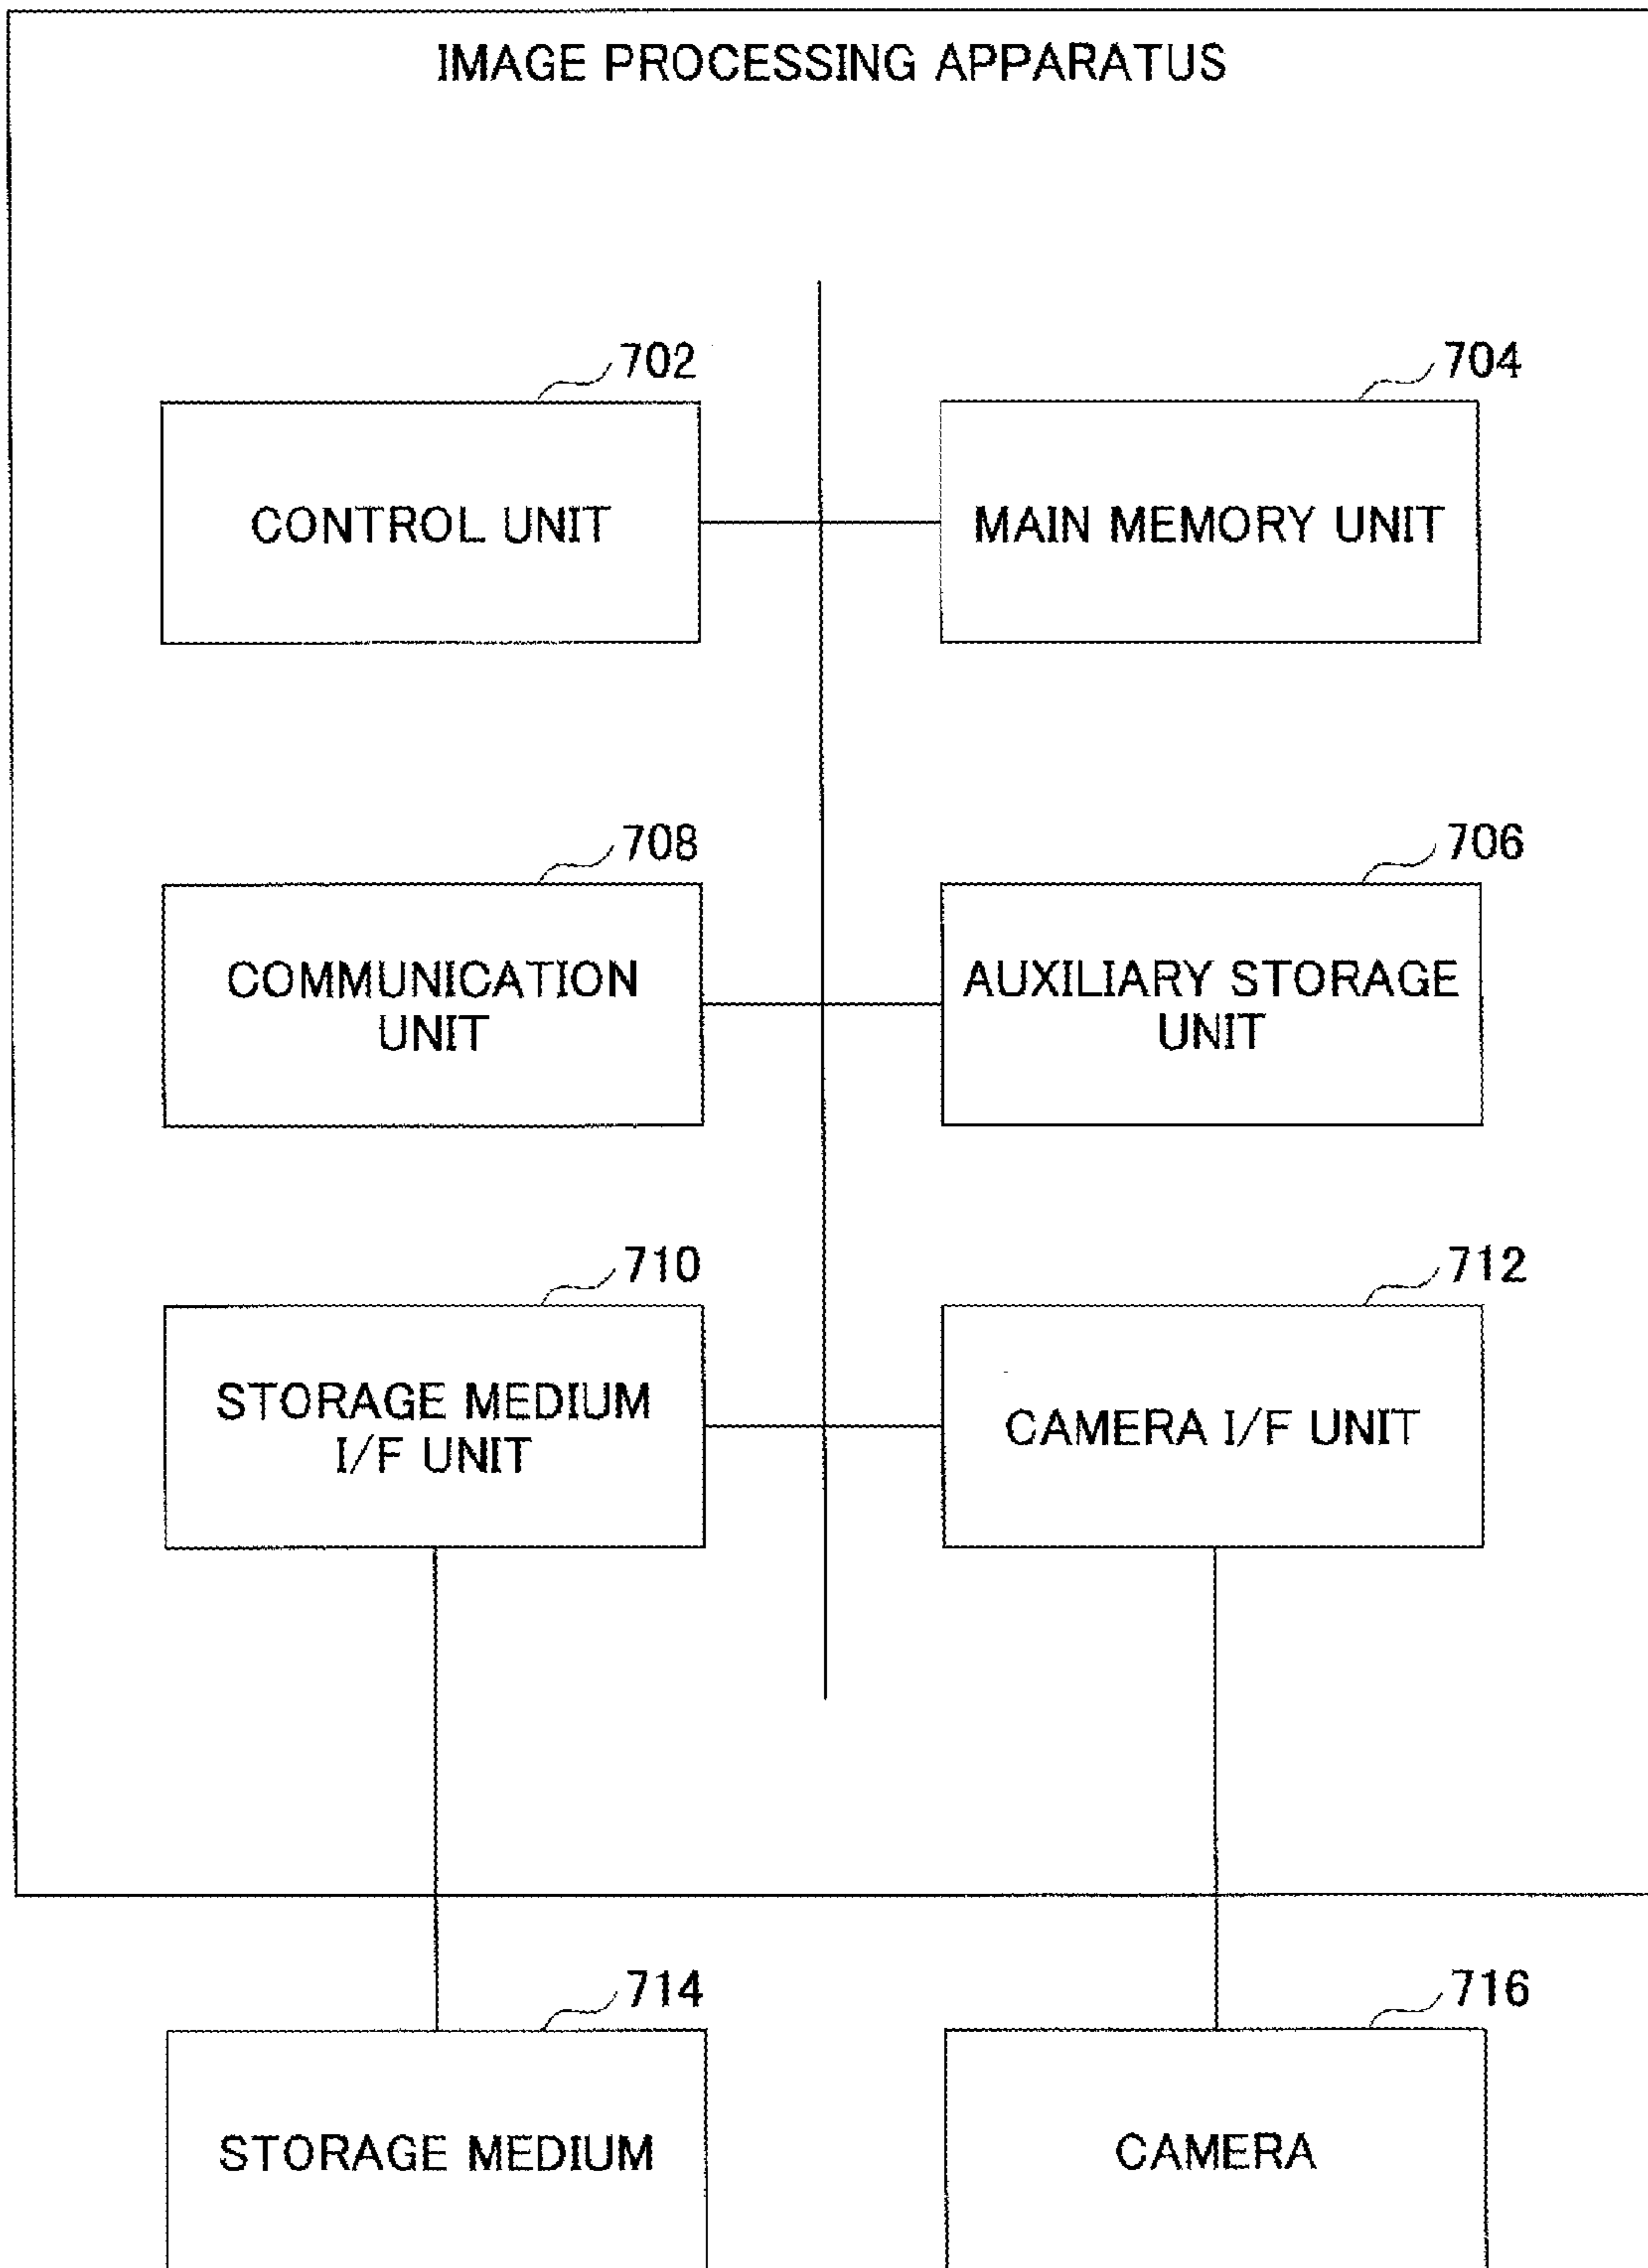 IMAGE PROCESSING APPARATUS
702
704
CONTROL UNIT
MAIN MEMORY UNIT
708
706
COMMUNICATION
UNIT
AUXILIARY STORAGE
UNIT
710
712
STORAGE MEDIUM
I/F UNIT
CAMERA I/F UNIT
714
716
STORAGE MEDIUM
CAMERA